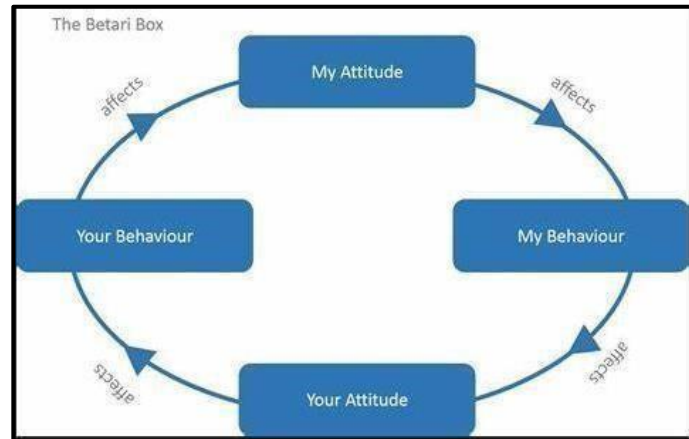 The Betari Box
My Attitude
affects
affects
Your Behaviour
My Behaviour
affects
affects
Your Attitude